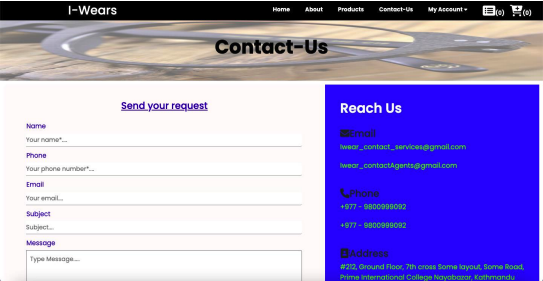 I-Wears
Home About Products Contact-Us My Account (0) (0)
Contact-Us
Send your request
Name
Your name*....
Phone
Your phone number*....
Email
Your email....
Subject
Subject...
Message
Type Message.....
Reach Us
Email
Iwear_contact_services@gmail.com
Iwear_contactAgents@gmail.com
Phone
+977 - 9800999092
+977 - 9800999092
Address
#212, Ground Floor, 7th cross Some layout, Some Road,
Prime International College Nayabazar, Kathmandu